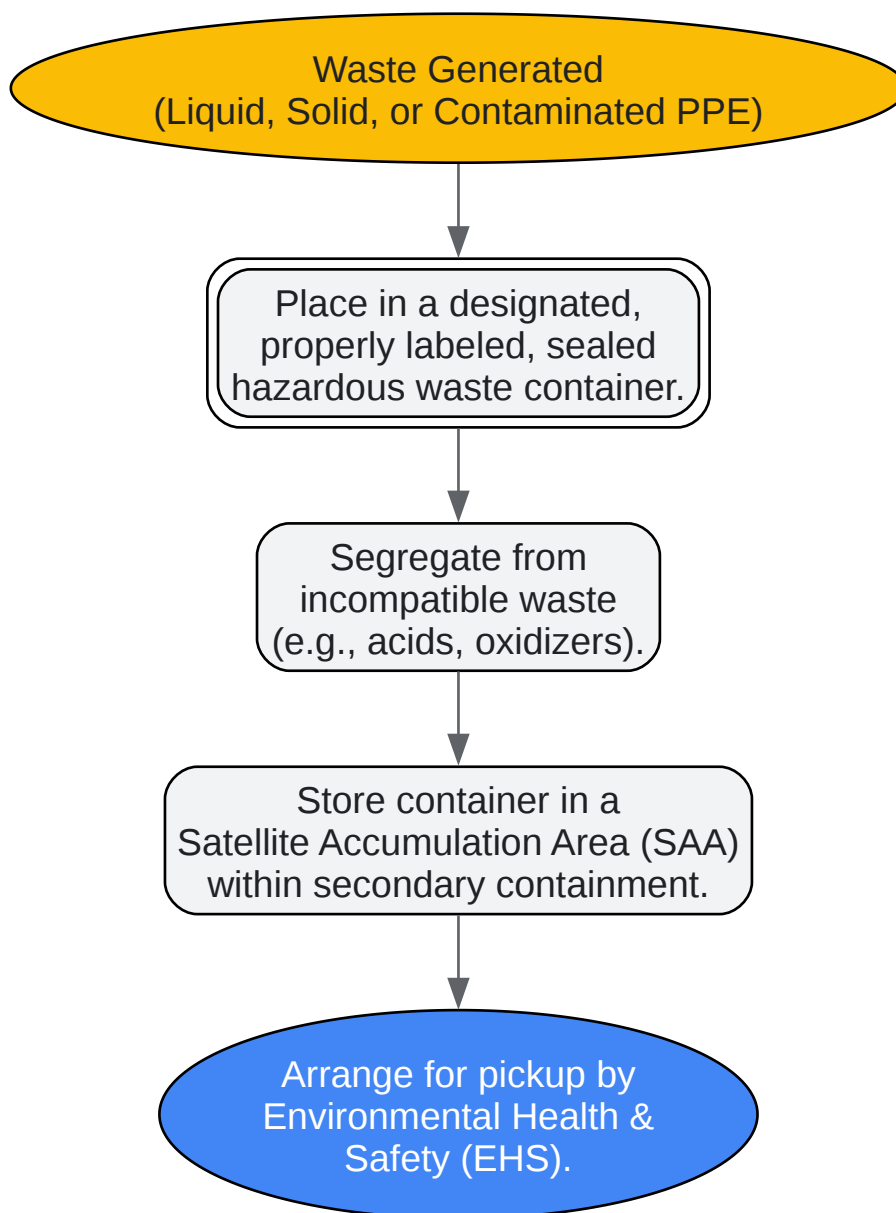 Waste Generated
(Liquid, Solid, or Contaminated PPE)
Place in a designated,
properly labeled, sealed
hazardous waste container.
Segregate from
incompatible waste
(e.g., acids, oxidizers).
Store container in a
Satellite Accumulation Area (SAA)
within secondary containment.
Arrange for pickup by
Environmental Health &
Safety (EHS).